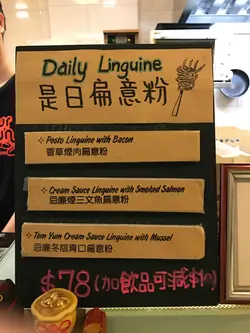 Daily Linguine
是日扁意粉
✧ Pesto Linguine with Bacon
香草煙肉扁意粉
✧ Cream Sauce Linguine with Smoked Salmon
忌廉煙三文魚扁意粉
✧ Tom Yum Cream Sauce Linguine with Mussel
忌廉冬蔭青口扁意粉
$78(加飲品可減$